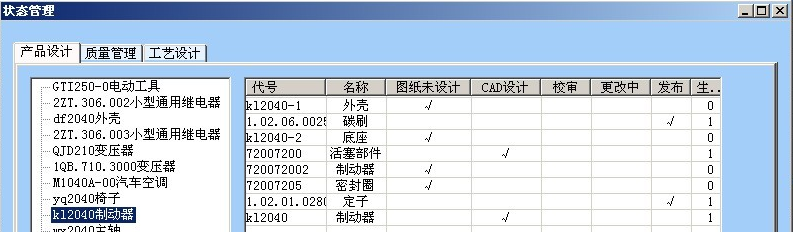 状态管理
产品设计 质量管理 工艺设计
GTI250-0电动工具
2ZT.306.002小型通用继电器
df2040外壳
2ZT.306.003小型通用继电器
QJD210变压器
1QB.710.3000变压器
M1040A-00汽车空调
yq2040椅子
kl2040制动器
代号 名称 图纸未设计 CAD设计 校审 更改中 发布 生..
kl2040-1 外壳 √ 0
1.02.06.0025 碳刷 √ 1
kl2040-2 底座 √ 0
72007200 活塞部件 √ 1
720072002 制动器 √ 0
72007205 密封圈 √ 0
1.02.01.0280 定子 √ 1
kl2040 制动器 √ 1